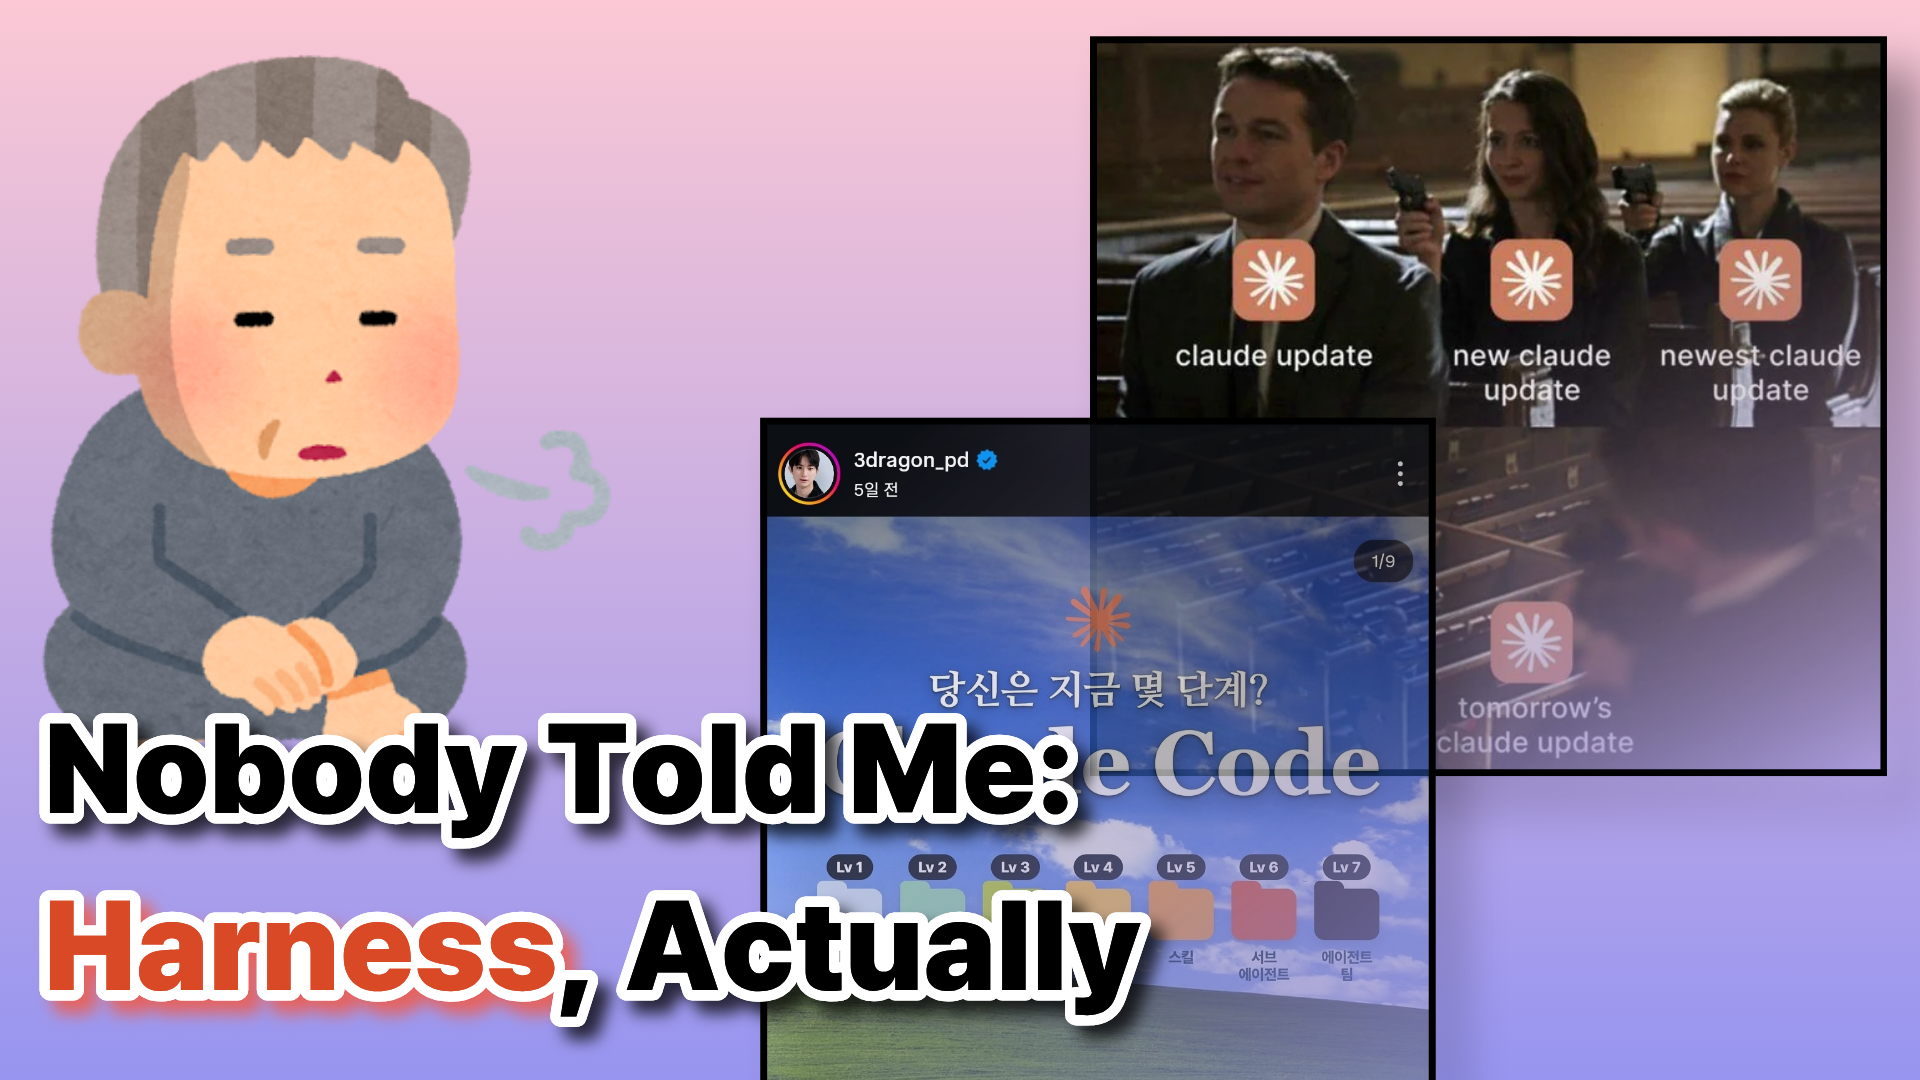 claude update
new claude
update
newest claude
update
tomorrow's
claude update
3dragon_pd
5일 전
1/9
당신은 지금 몇 단계?
Code
Lv 1
Lv 2
Lv 3
Lv 4
Lv 5
Lv 6
Lv 7
스킬
서브
에이전트
에이전트
팀
Nobody Told Me:
Harness, Actually